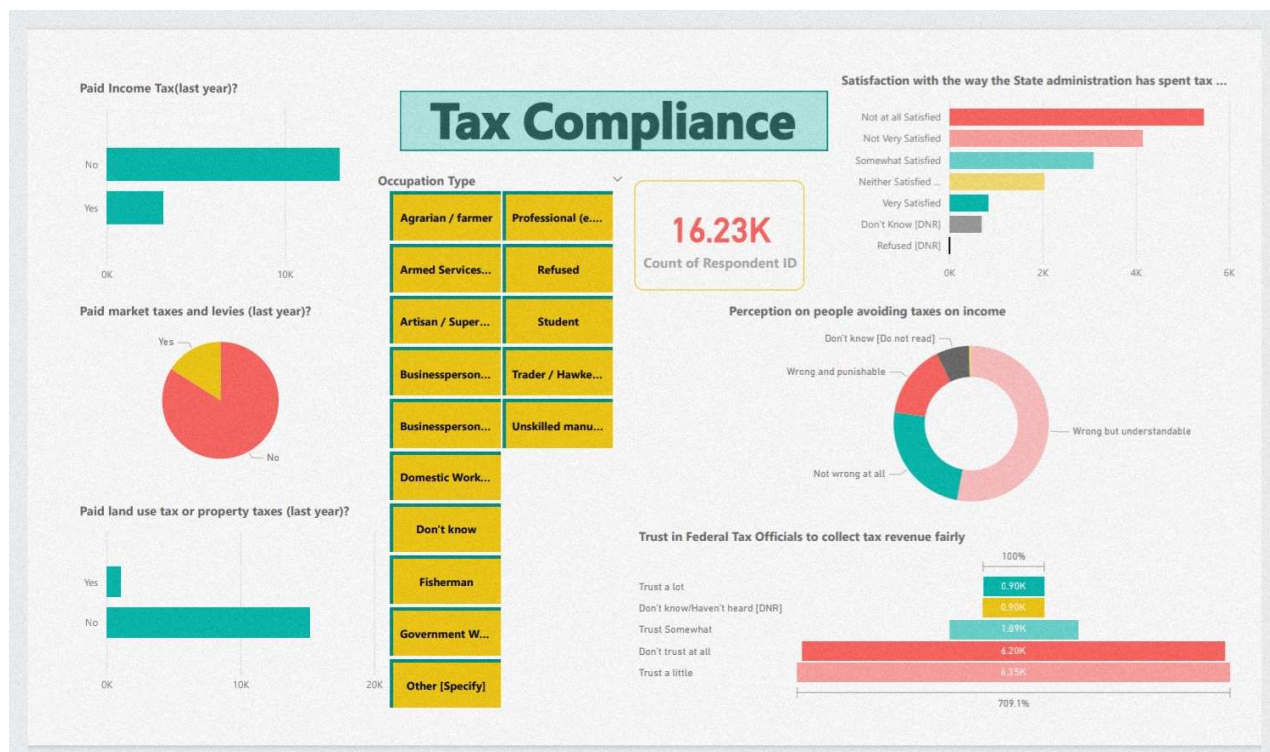 Paid Income Tax(last year)?
No
Yes
0K 10K
Paid market taxes and levies (last year)?
Yes
No
Paid land use tax or property taxes (last year)?
Yes
No
0K 10K 20K
Tax Compliance
Occupation Type
Agrarian / farmer
Professional (e....
Armed Services...
Refused
Artisan / Super...
Student
Businessperson...
Trader / Hawke...
Businessperson...
Unskilled manu...
Domestic Work...
Don't know
Fisherman
Government W...
Other [Specify]
16.23K
Count of Respondent ID
Satisfaction with the way the State administration has spent tax ...
Not at all Satisfied
Not Very Satisfied
Somewhat Satisfied
Neither Satisfied ...
Very Satisfied
Don't Know [DNR]
Refused [DNR]
0K 2K 4K 6K
Perception on people avoiding taxes on income
Don't know [Do not read]
Wrong and punishable
Wrong but understandable
Not wrong at all
Trust in Federal Tax Officials to collect tax revenue fairly
100%
Trust a lot 0.90K
Don't know/Haven't heard [DNR] 0.90K
Trust Somewhat 1.89K
Don't trust at all 6.20K
Trust a little 6.35K
709.1%